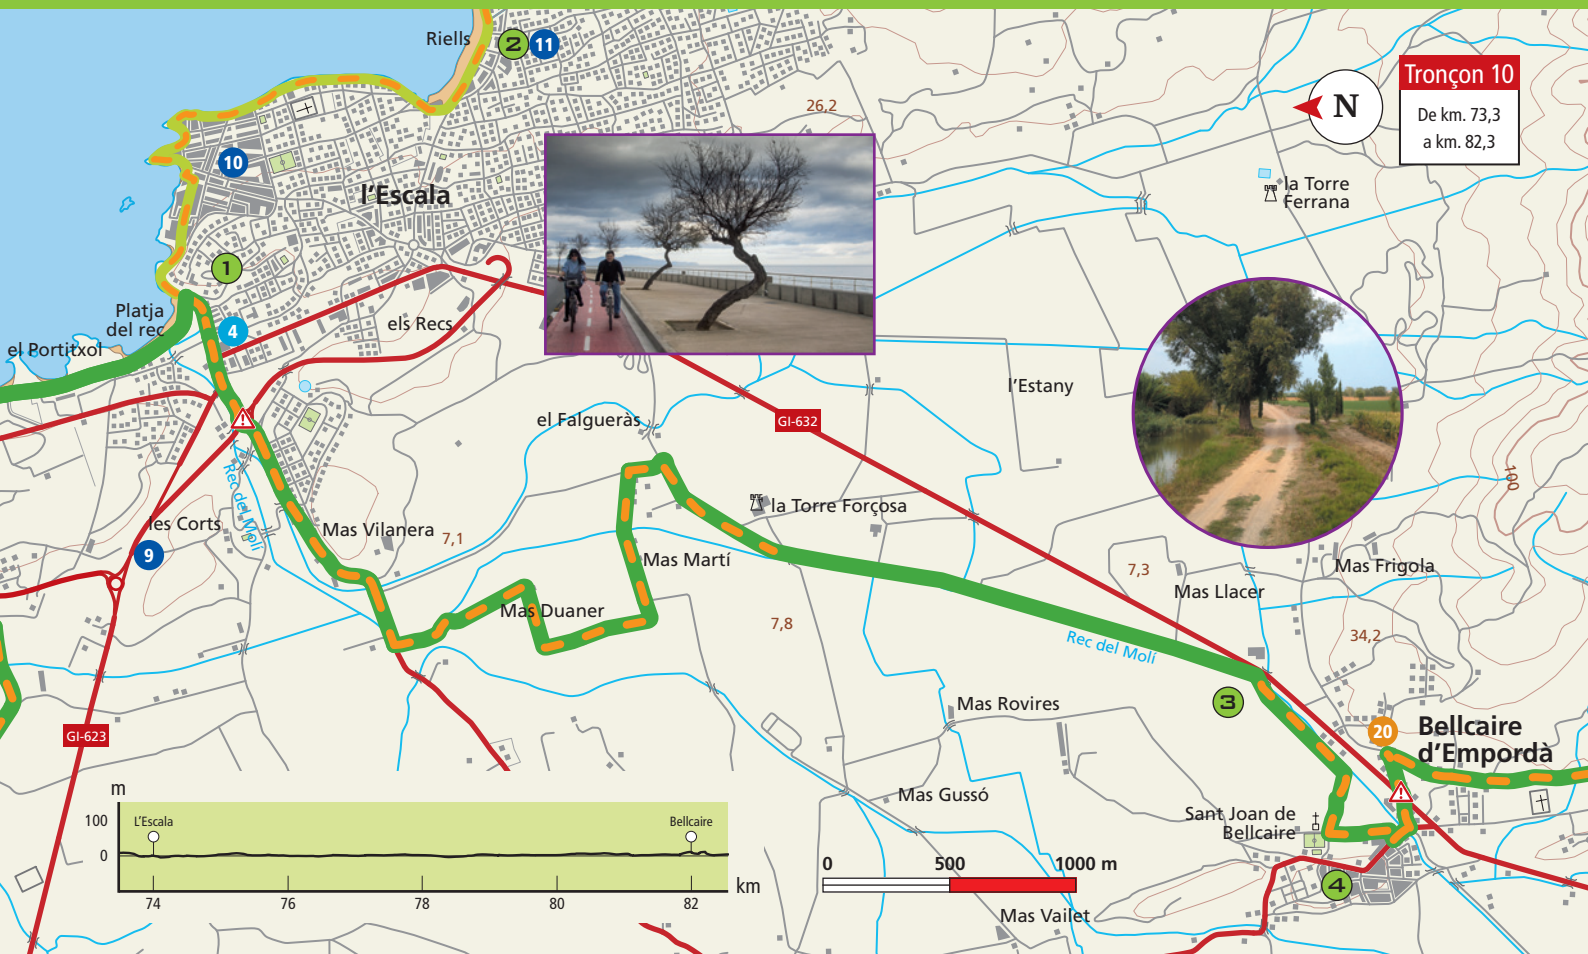 Riells
2
11
Tronçon 10
De km. 73,3
a km. 82,3
N
26,2
10
l'Escala
la Torre
Ferrana
1
Platja
del rec
4
els Recs
el Portitxol
l'Estany
el Falgueràs
GI-632
Rec del Molí
100
la Torre Forçosa
les Corts
Mas Vilanera
7,1
9
Mas Martí
7,3
Mas Frigola
Mas Llacer
Mas Duaner
7,8
34,2
Rec del Molí
3
Mas Rovires
GI-623
20
Bellcaire
d'Empordà
Mas Gussó
Sant Joan de
Bellcaire
4
Mas Vailet
m
100
0
L'Escala
Bellcaire
km
74
76
78
80
82
0
500
1000 m